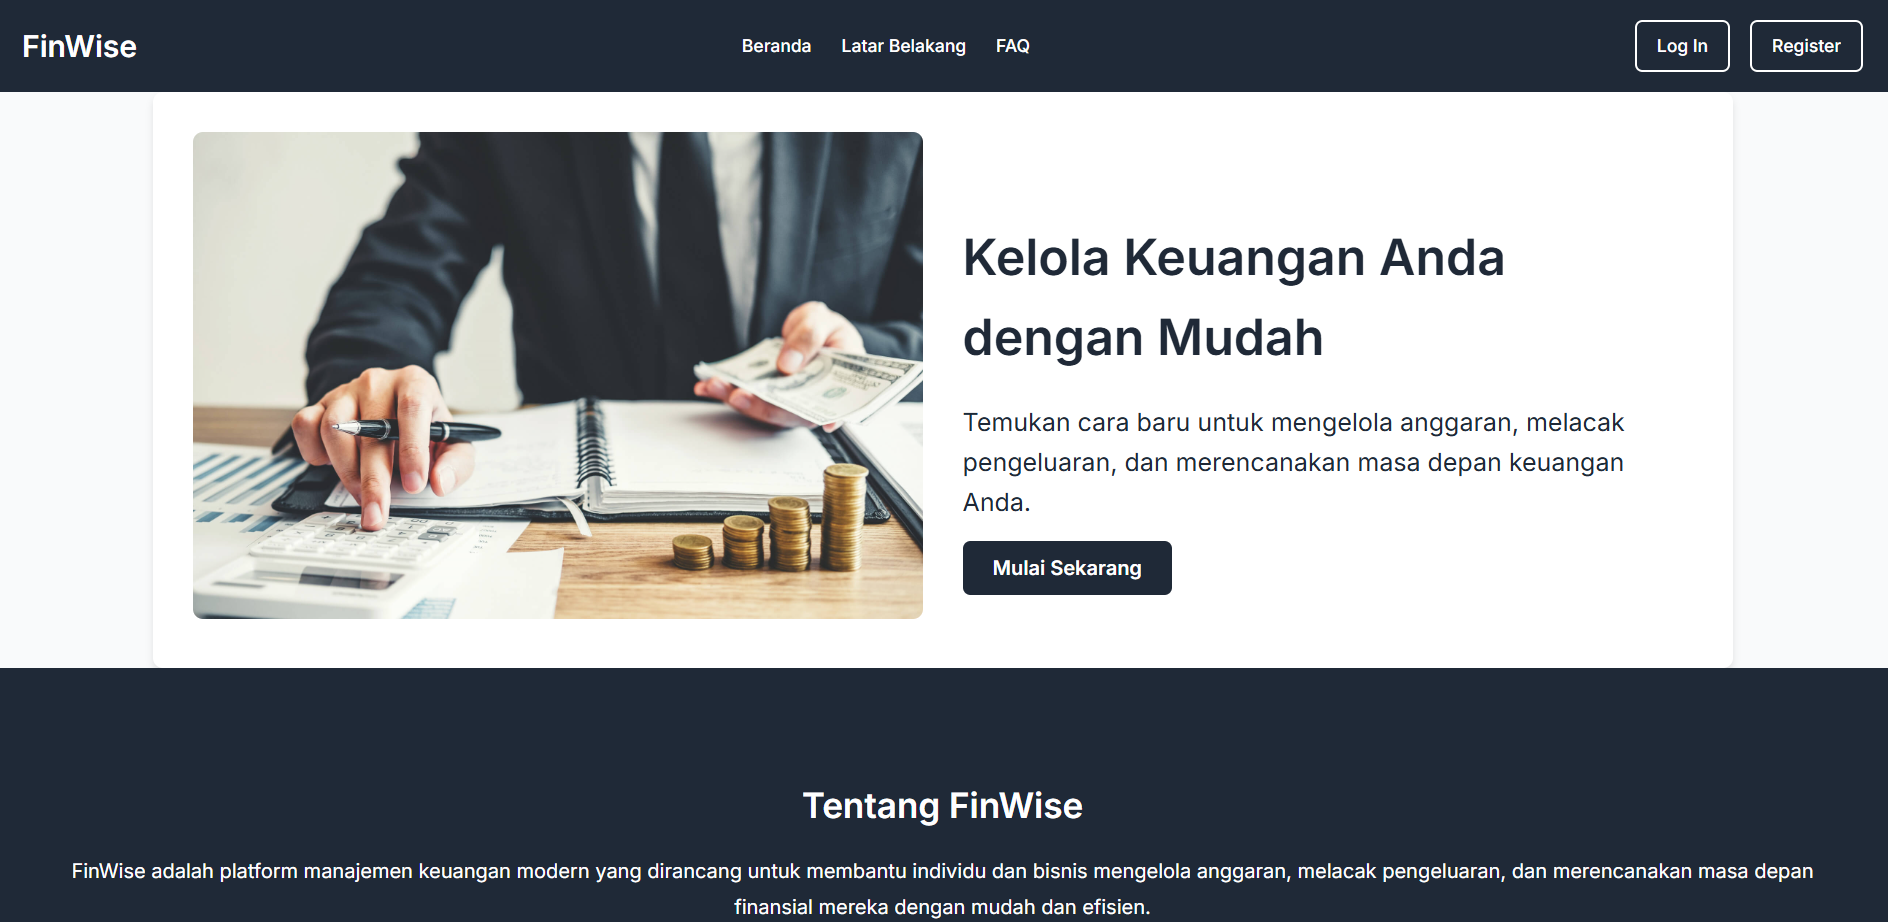 FinWise
Beranda
Latar Belakang
FAQ
Log In
Register
Kelola Keuangan Anda
dengan Mudah
Temukan cara baru untuk mengelola anggaran, melacak
pengeluaran, dan merencanakan masa depan keuangan
Anda.
Mulai Sekarang
Tentang FinWise
FinWise adalah platform manajemen keuangan modern yang dirancang untuk membantu individu dan bisnis mengelola anggaran, melacak pengeluaran, dan merencanakan masa depan
finansial mereka dengan mudah dan efisien.